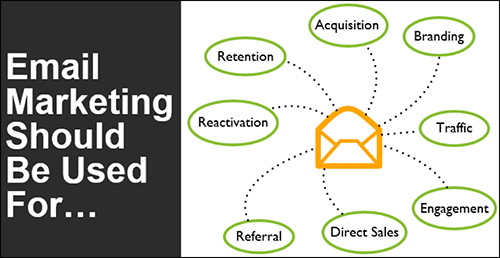 Email
Marketing
Should
Be Used
For...
Acquisition
Branding
Retention
Reactivation
Traffic
Engagement
Direct Sales
Referral